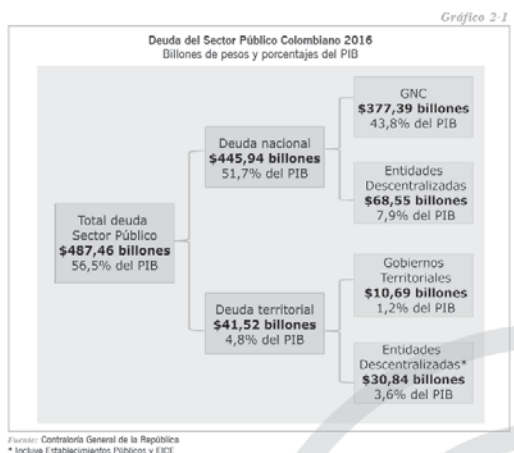 Gráfico 2-1
Deuda del Sector Público Colombiano 2016
Billones de pesos y porcentajes del PIB
Total deuda
Sector Público
$487,46 billones
56,5% del PIB
Deuda nacional
$445,94 billones
51,7% del PIB
GNC
$377,39 billones
43,8% del PIB
Entidades
Descentralizadas
$68,55 billones
7,9% del PIB
Deuda territorial
$41,52 billones
4,8% del PIB
Gobiernos
Territoriales
$10,69 billones
1,2% del PIB
Entidades
Descentralizadas*
$30,84 billones
3,6% del PIB
Fuente: Contraloría General de la República
* Incluye Establecimientos Públicos y EICE